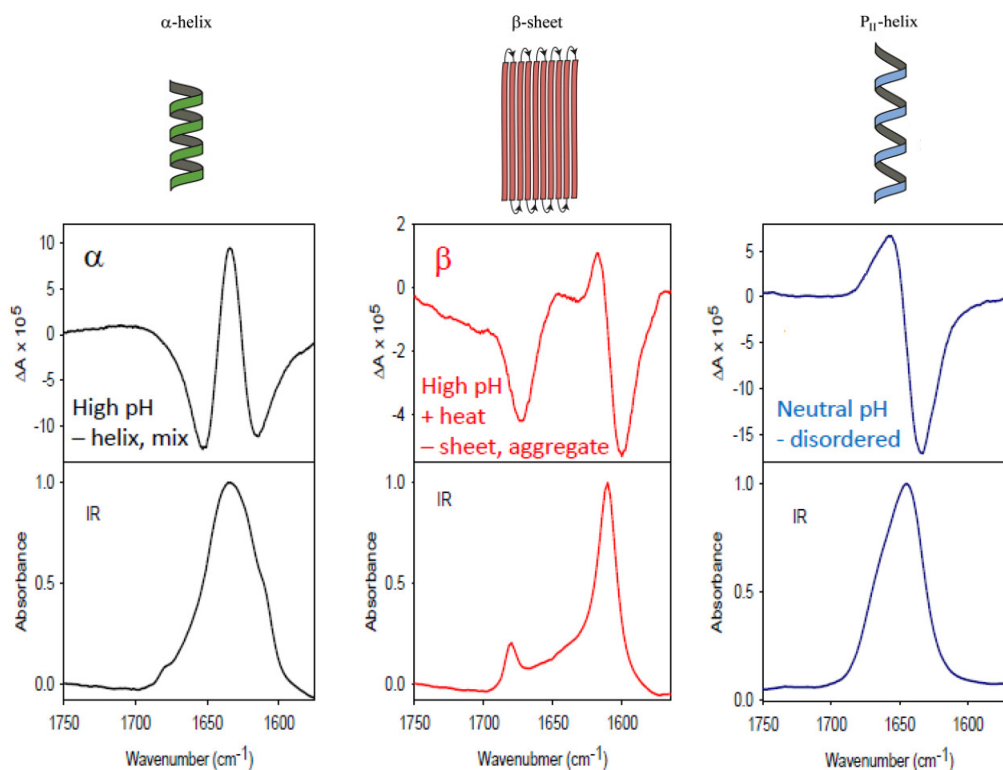 α-helix
β-sheet
P_II-helix
10
5
0
-5
-10
ΔA x 10⁵
α
High pH
– helix, mix
2
0
-2
-4
ΔA x 10⁵
β
High pH
+ heat
– sheet, aggregate
5
0
-5
-10
-15
ΔA x 10⁵
Neutral pH
- disordered
1.0
0.5
0.0
Absorbance
IR
1750
1650
1600
Wavenumber (cm⁻¹)
1.0
0.5
0.0
Absorbance
IR
1750
1650
1600
Wavenubmer (cm⁻¹)
1.0
0.5
0.0
Absorbance
IR
1750
1650
1600
Wavenumber (cm⁻¹)